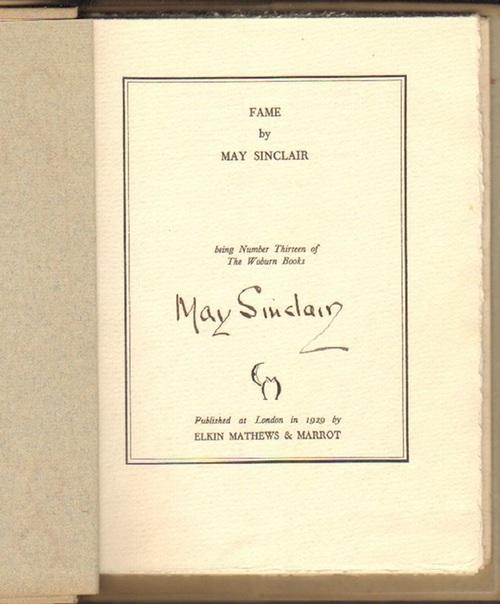 FAME
by
MAY SINCLAIR
being Number Thirteen of
The Woburn Books
May Sinclair
EM
Published at London in 1929 by
ELKIN MATHEWS & MARROT